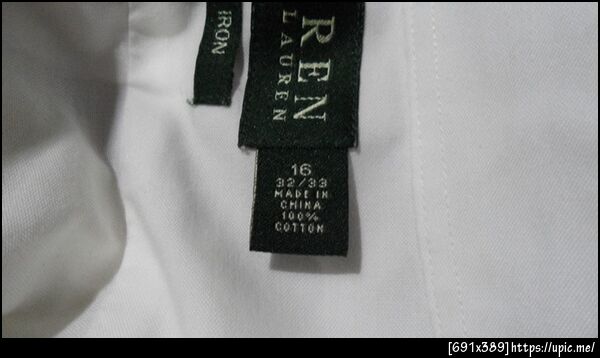 IRON
REN
LAUREN
16
32/33
MADE IN
CHINA
100%
COTTON
[691x389]https://upic.me/